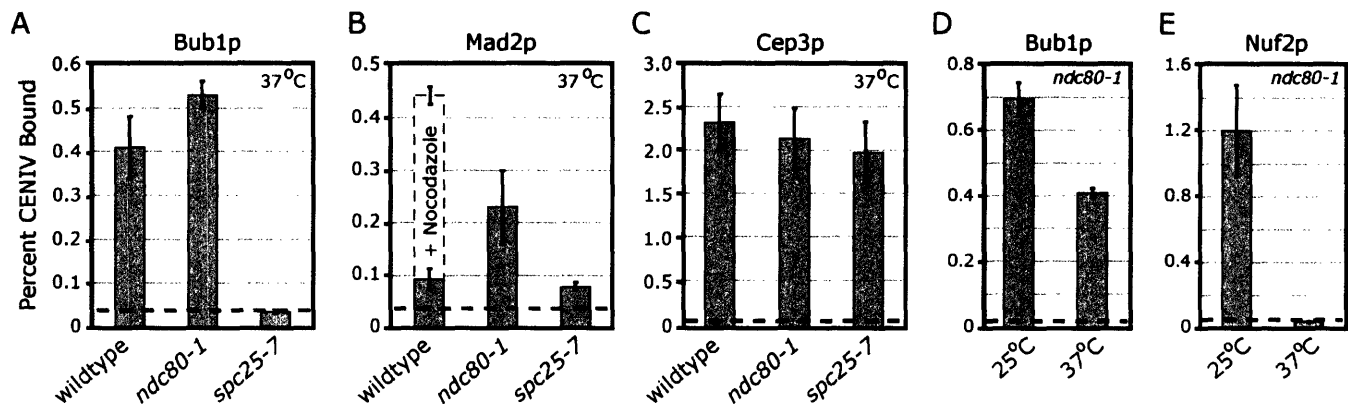 A
Bub1p
37°C
Percent CENIV Bound
0.6
0.5
0.4
0.3
0.2
0.1
0
wildtype
ndc80-1
spc25-7
B
Mad2p
37°C
0.5
0.4
0.3
0.2
0.1
0
+ Nocodazole
wildtype
ndc80-1
spc25-7
C
Cep3p
37°C
3.0
2.5
2.0
1.5
1.0
0.5
0
wildtype
ndc80-1
spc25-7
D
Bub1p
ndc80-1
0.8
0.6
0.4
0.2
0
25°C
37°C
E
Nuf2p
ndc80-1
1.6
1.2
0.8
0.4
0
25°C
37°C